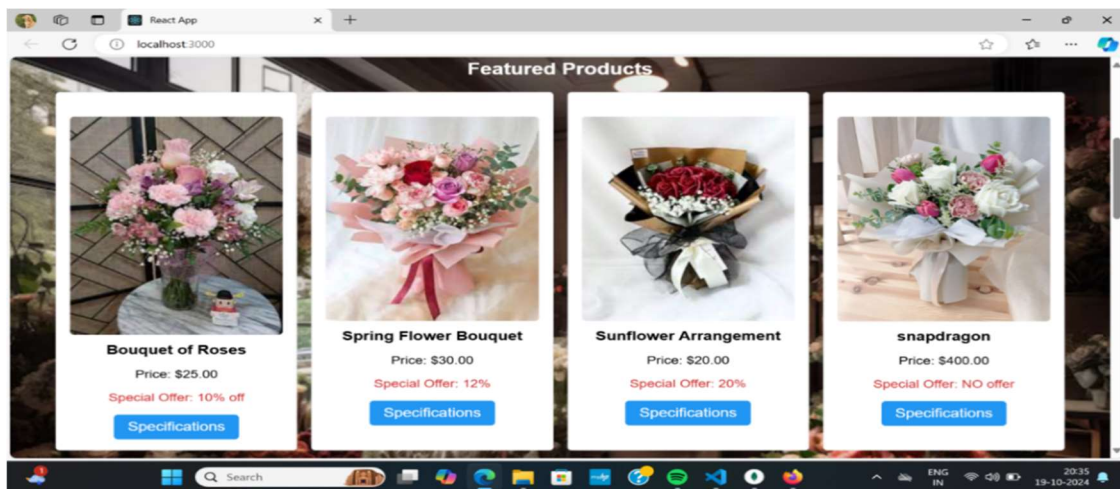 React App
localhost:3000
Featured Products
Bouquet of Roses
Price: $25.00
Special Offer: 10% off
Specifications
Spring Flower Bouquet
Price: $30.00
Special Offer: 12%
Specifications
Sunflower Arrangement
Price: $20.00
Special Offer: 20%
Specifications
snapdragon
Price: $400.00
Special Offer: NO offer
Specifications
1
Search
ENG
IN
20:35
19-10-2024